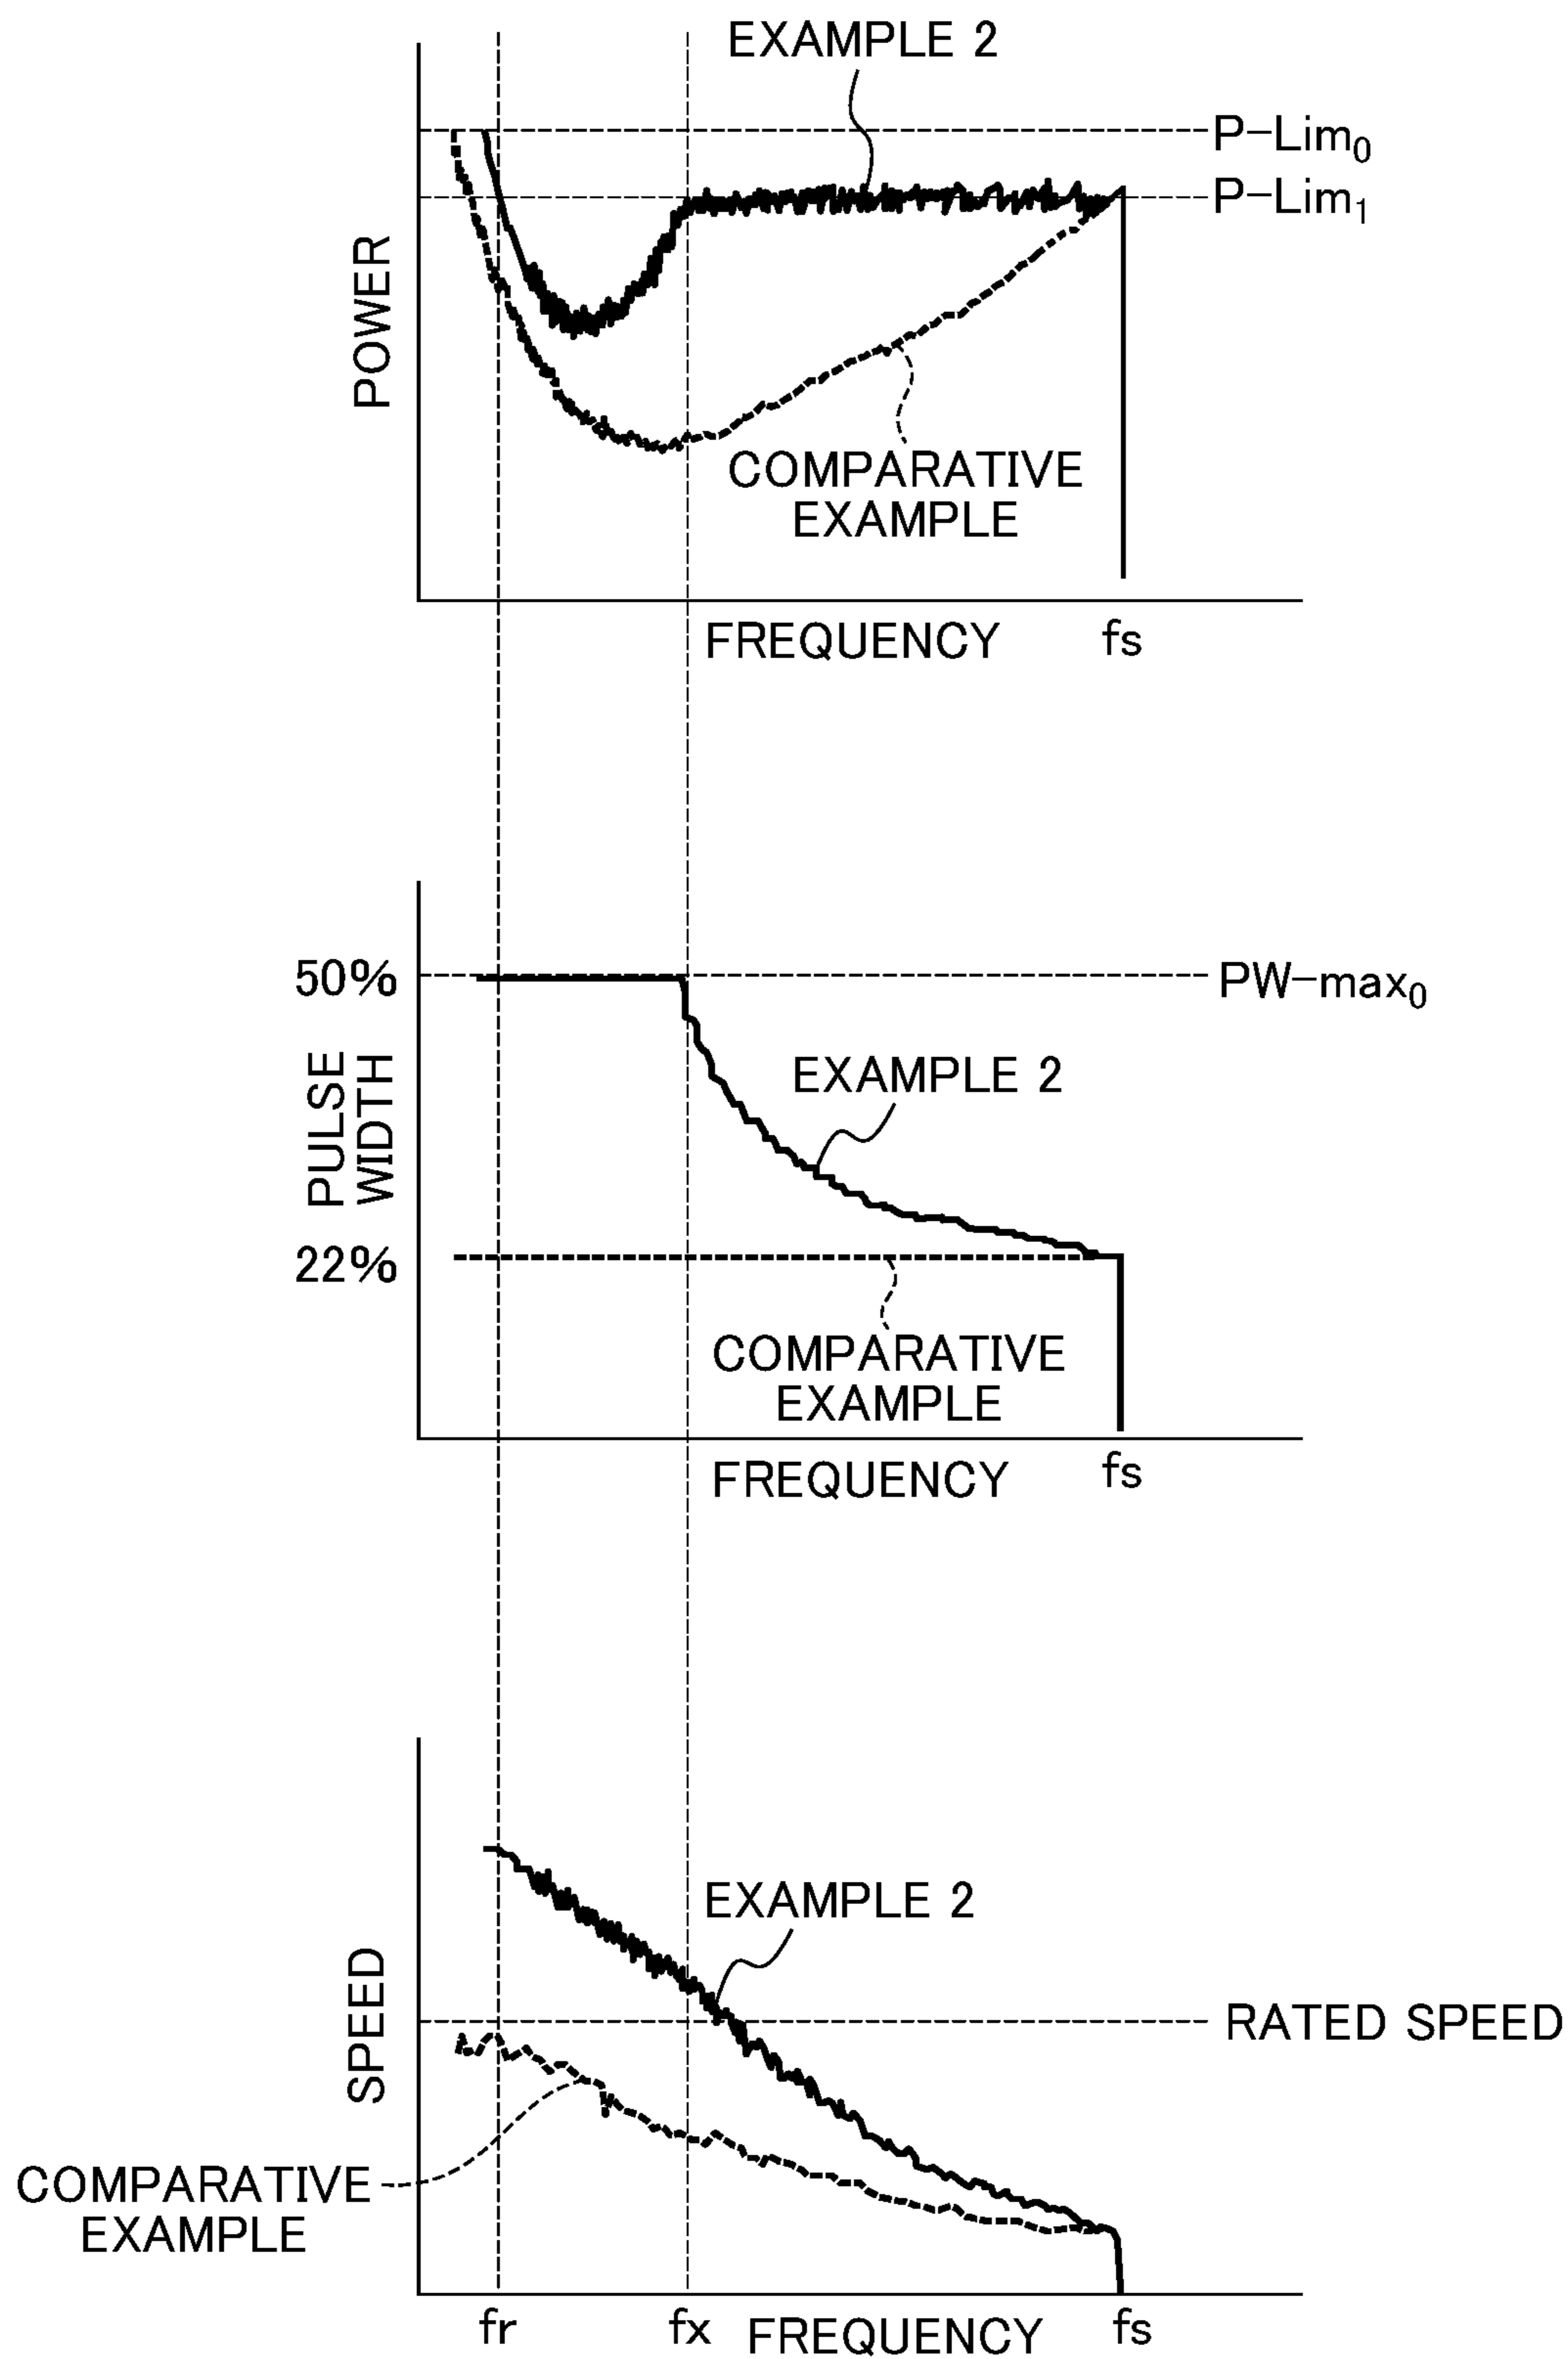 EXAMPLE 2
P-Lim0
P-Lim1
POWER
COMPARATIVE
EXAMPLE
FREQUENCY
fs
50%
PW-max0
PULSE
WIDTH
EXAMPLE 2
22%
COMPARATIVE
EXAMPLE
FREQUENCY
fs
EXAMPLE 2
SPEED
RATED SPEED
COMPARATIVE
EXAMPLE
fr
fx
FREQUENCY
fs